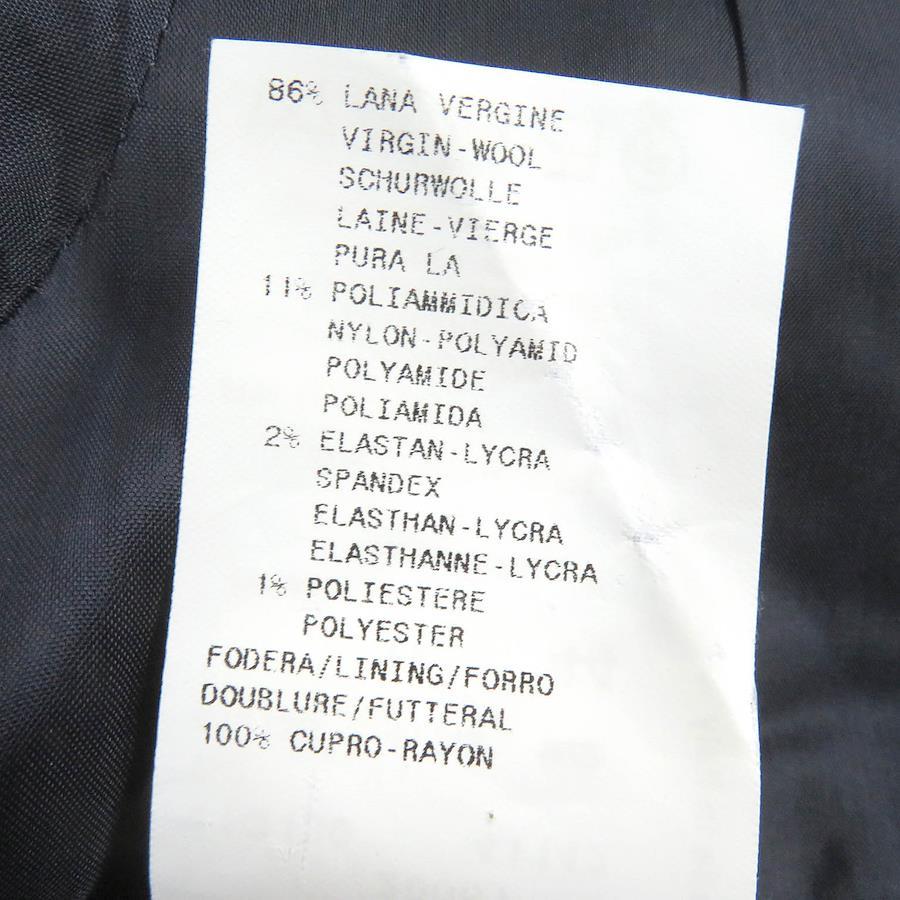 86% LANA VERGINE
VIRGIN-WOOL
SCHURWOLLE
LAINE-VIERGE
PURA LA
11% POLIAMMIDICA
NYLON-POLYAMID
POLYAMIDE
POLIAMIDA
2% ELASTAN-LYCRA
SPANDEX
ELASTHAN-LYCRA
ELASTHANNE-LYCRA
1% POLIESTERE
POLYESTER
FODERA/LINING/FORRO
DOUBLURE/FUTTERAL
100% CUPRO-RAYON